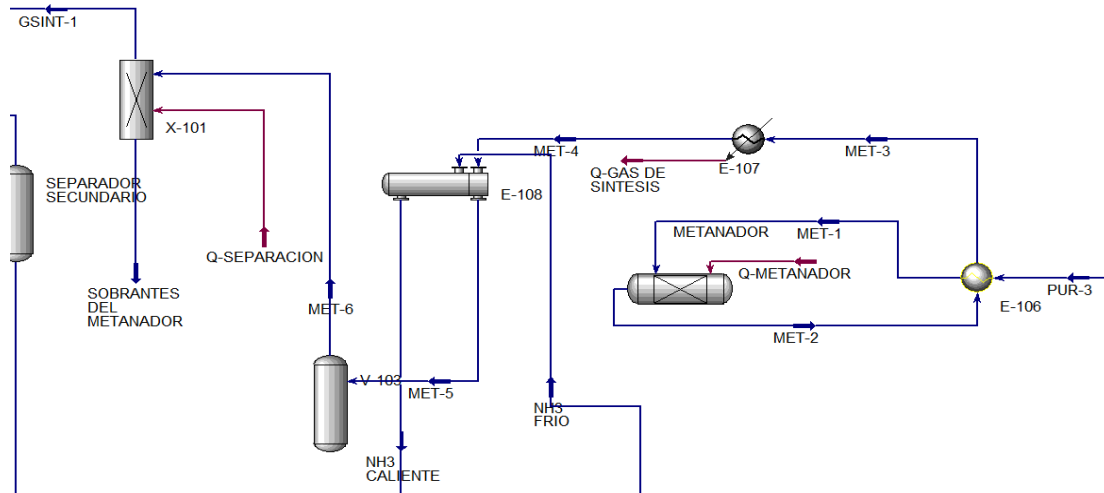 GSINT-1
X-101
SEPARADOR
SECUNDARIO
Q-SEPARACION
SOBRANTES
DEL
METANADOR
MET-6
V-103
MET-5
NH3
CALIENTE
NH3
FRIO
E-108
MET-4
Q-GAS DE
SINTESIS
E-107
MET-3
METANADOR
MET-1
Q-METANADOR
MET-2
E-106
PUR-3